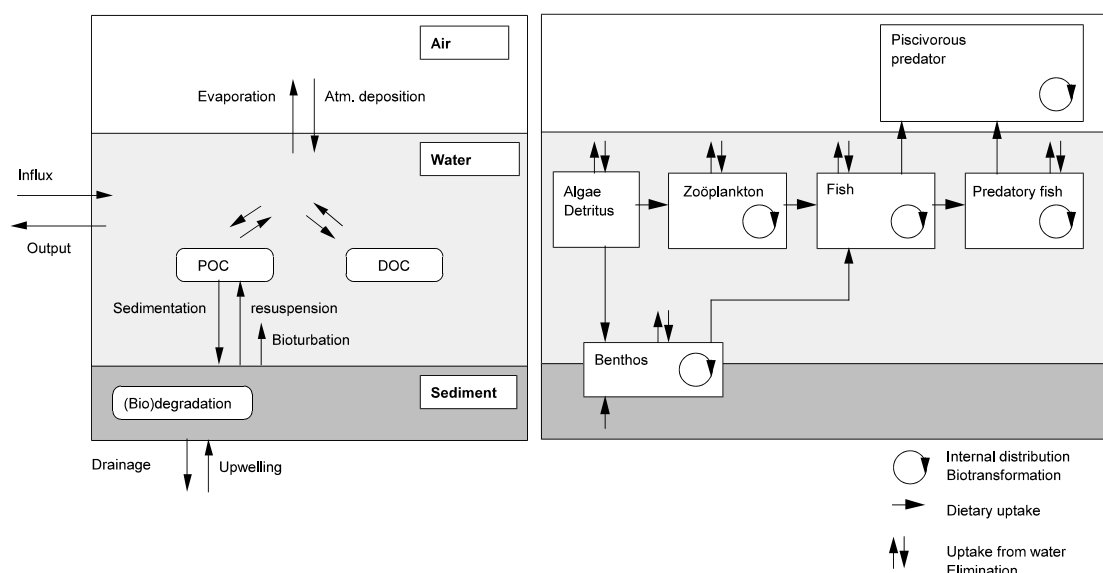 Air
Evaporation
Atm. deposition
Water
Influx
Output
POC
DOC
Sedimentation
resuspension
Bioturbation
Sediment
(Bio)degradation
Drainage
Upwelling
Piscivorous
predator
Algae
Detritus
Zoöplankton
Fish
Predatory fish
Benthos
Internal distribution
Biotransformation
Dietary uptake
Uptake from water
Elimination